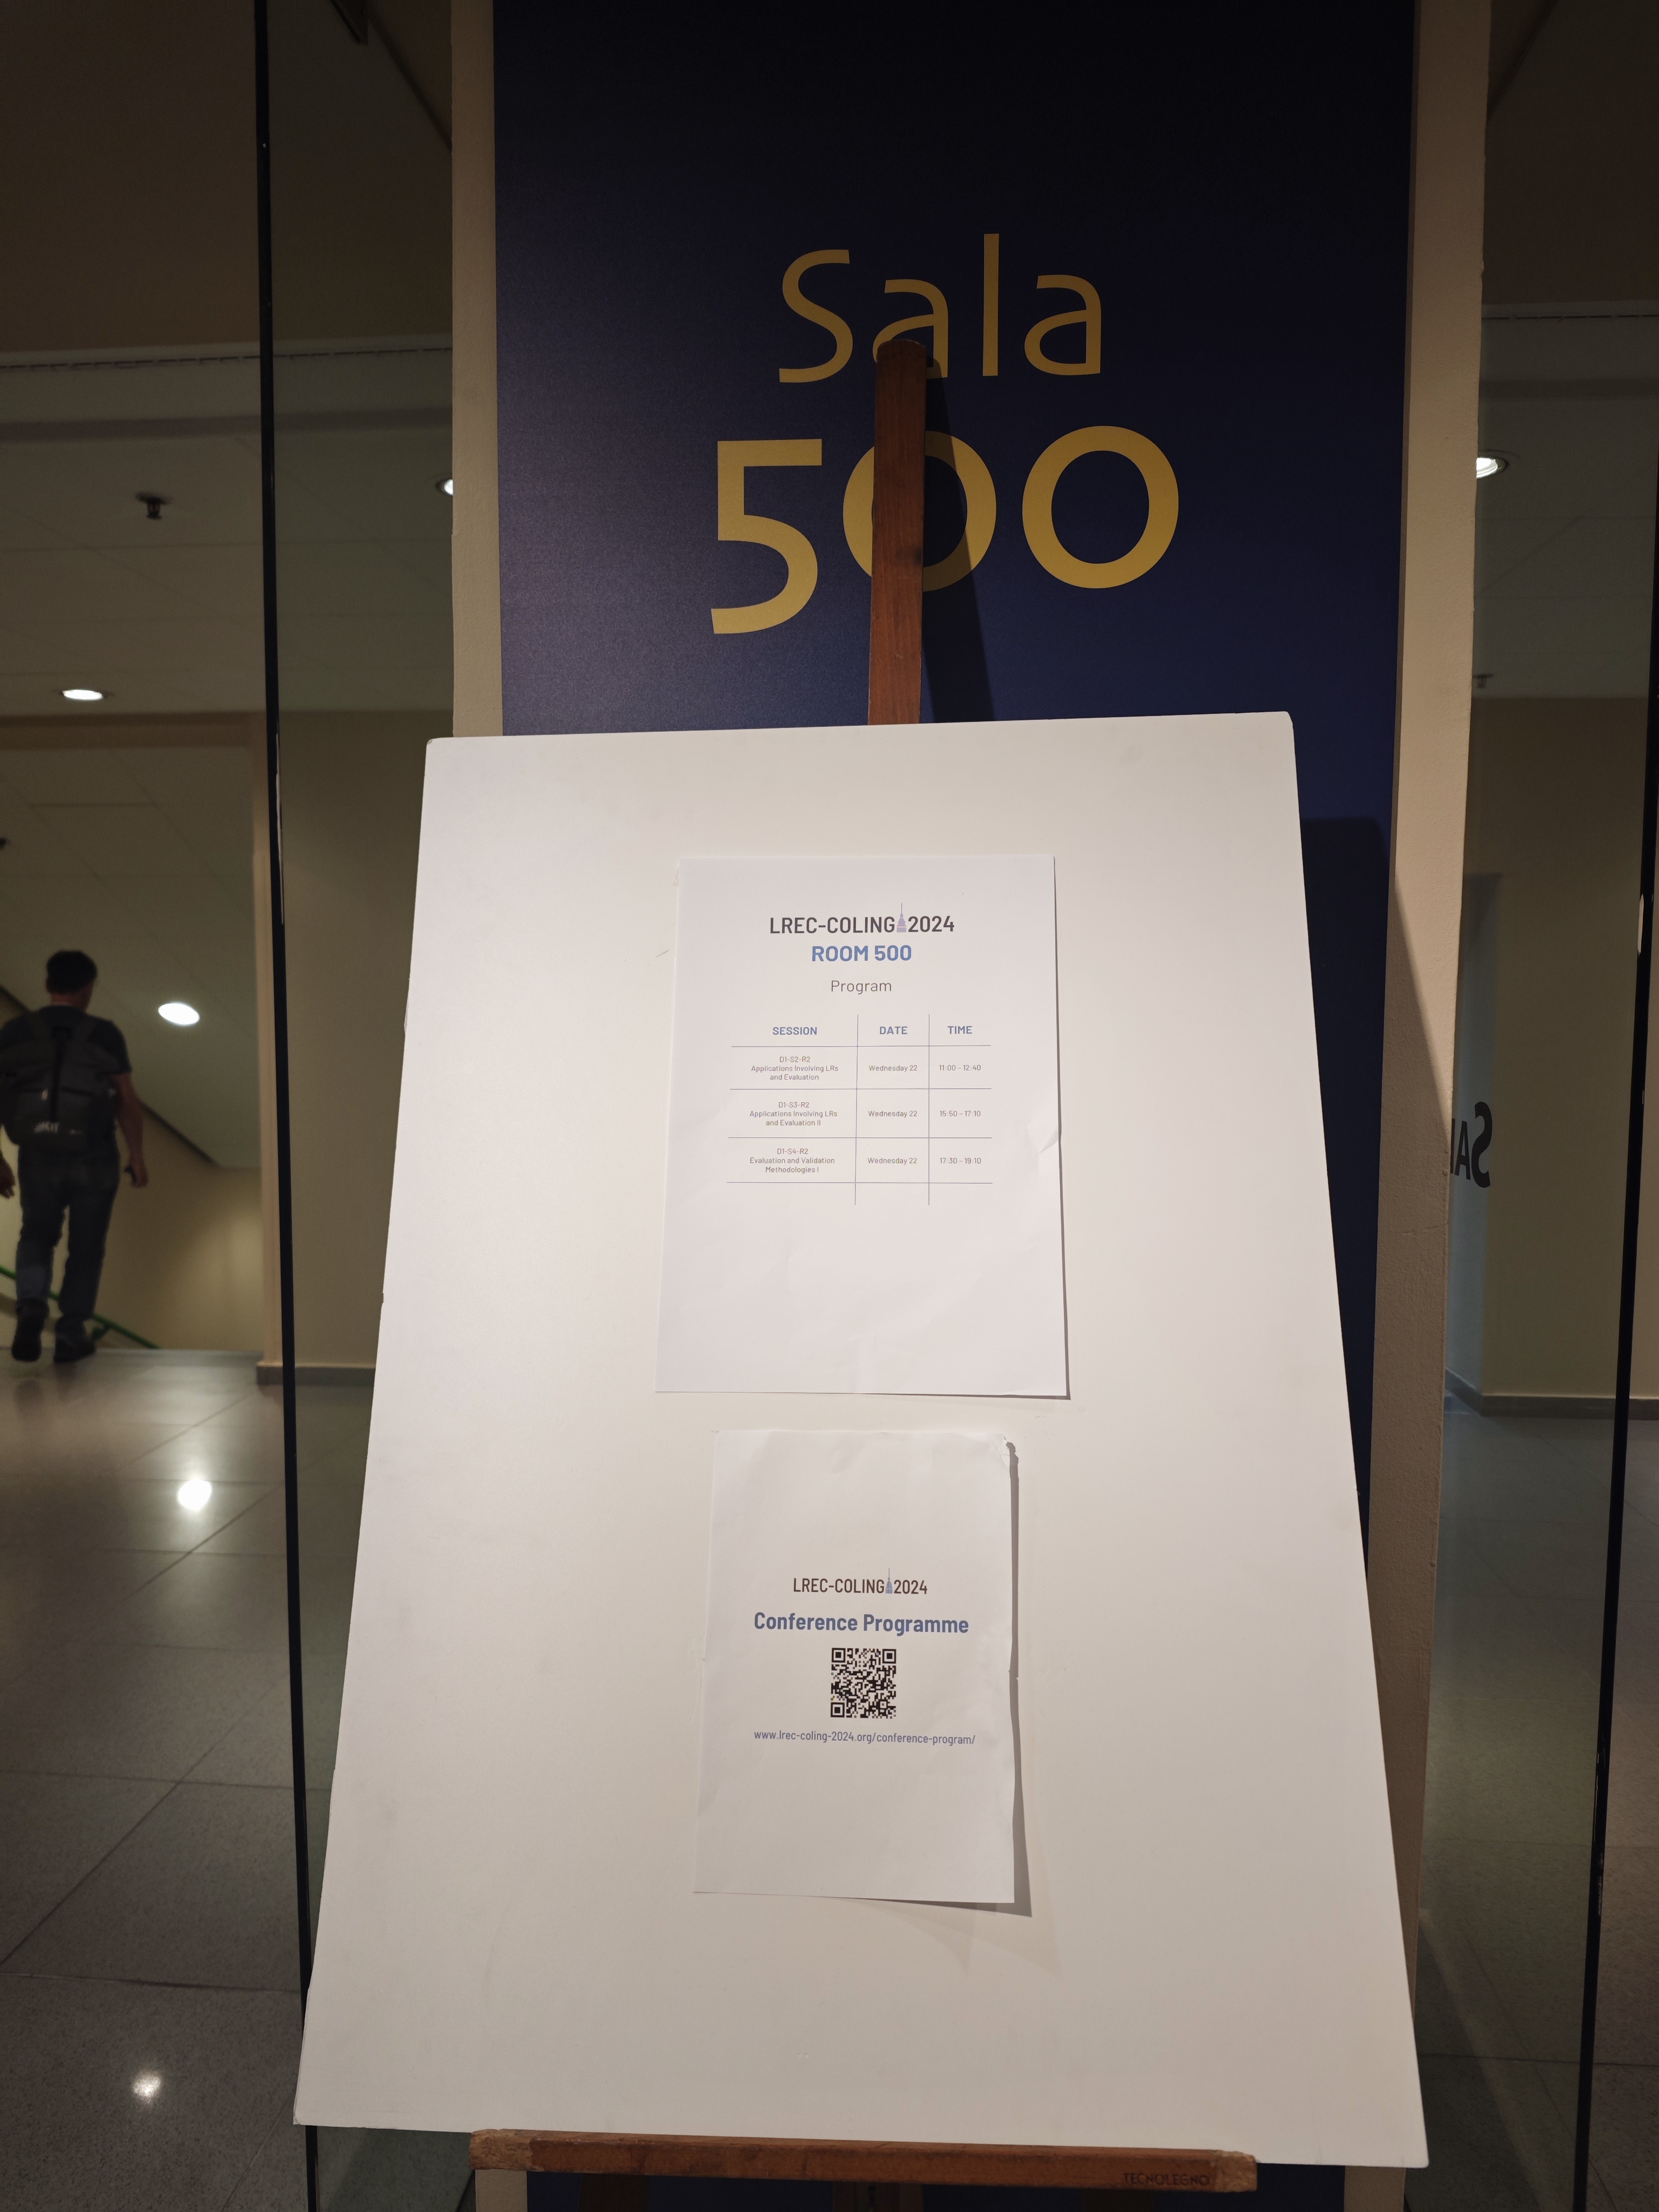 Sala
500
LREC-COLING 2024
ROOM 500
Program
SESSION DATE TIME
D1-S2-R2
Applications Involving LRs
and Evaluation
Wednesday 22
11:00 - 12:40
D1-S3-R2
Applications Involving LRs
and Evaluation II
Wednesday 22
15:50 - 17:10
D1-S4-R2
Evaluation and Validation
Methodologies I
Wednesday 22
17:30 - 19:10
LREC-COLING 2024
Conference Programme
www.lrec-coling-2024.org/conference-program/
TECNOLEGNO